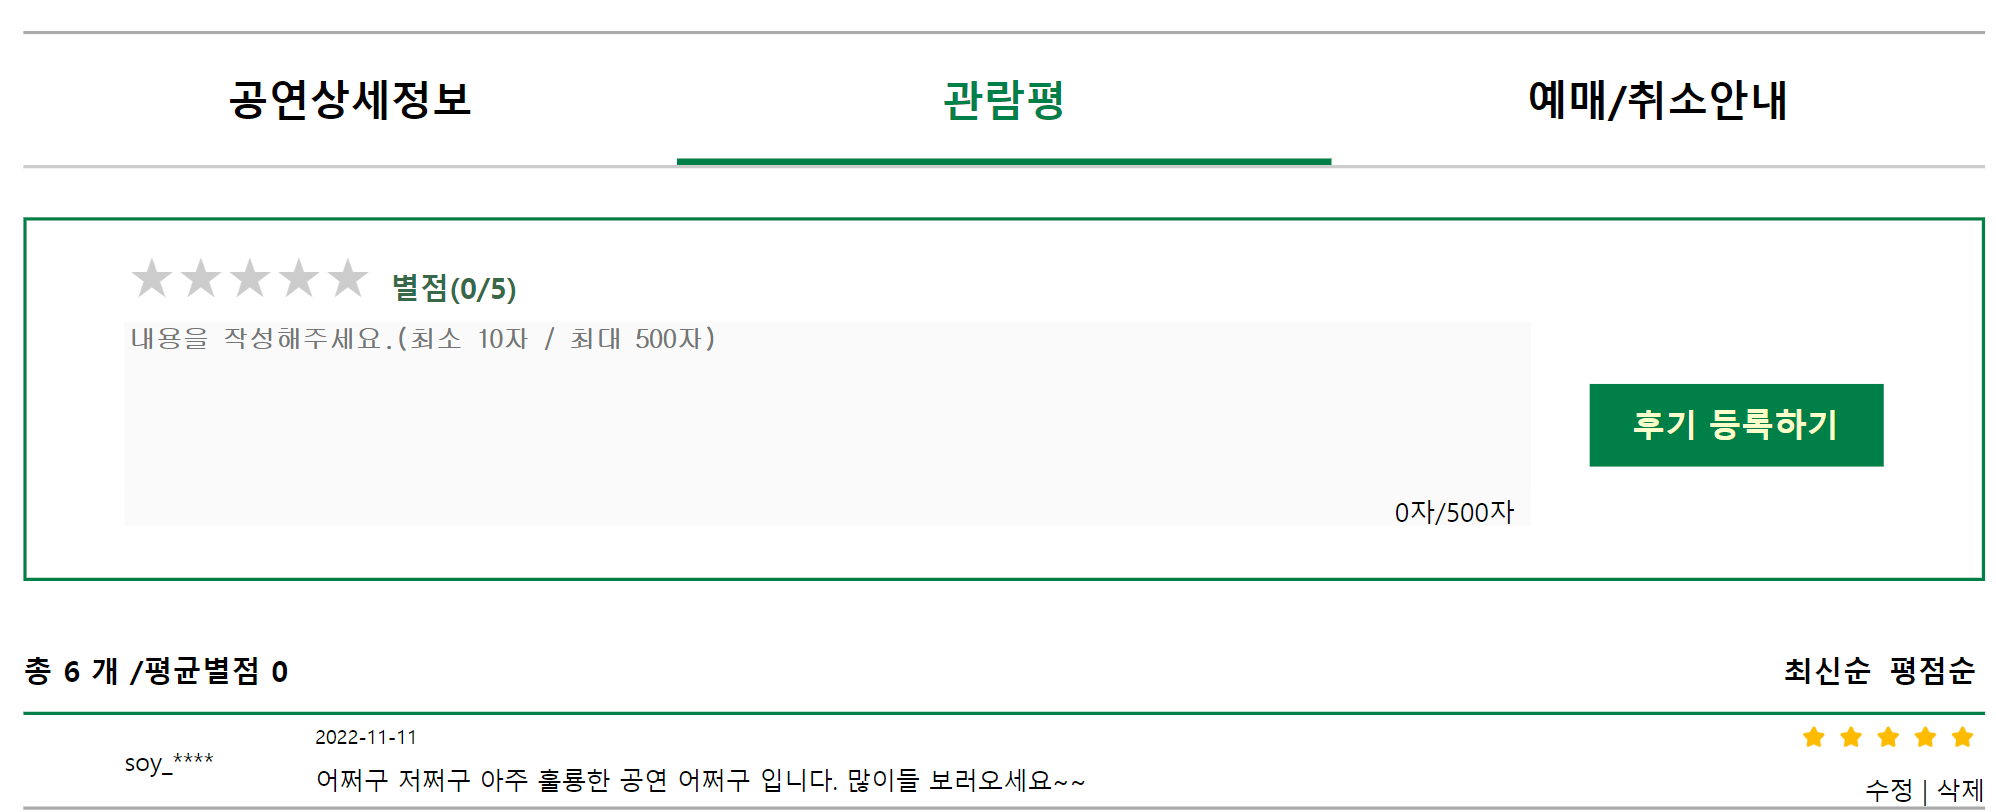 공연상세정보 관람평 예매/취소안내
★★★★★ 별점(0/5)
내용을 작성해주세요.(최소 10자 / 최대 500자)
후기 등록하기
0자/500자
총 6 개 /평균별점 0 최신순 평점순
2022-11-11
soy_****
어쩌구 저쩌구 아주 훌륭한 공연 어쩌구 입니다. 많이들 보러오세요~~
수정 | 삭제